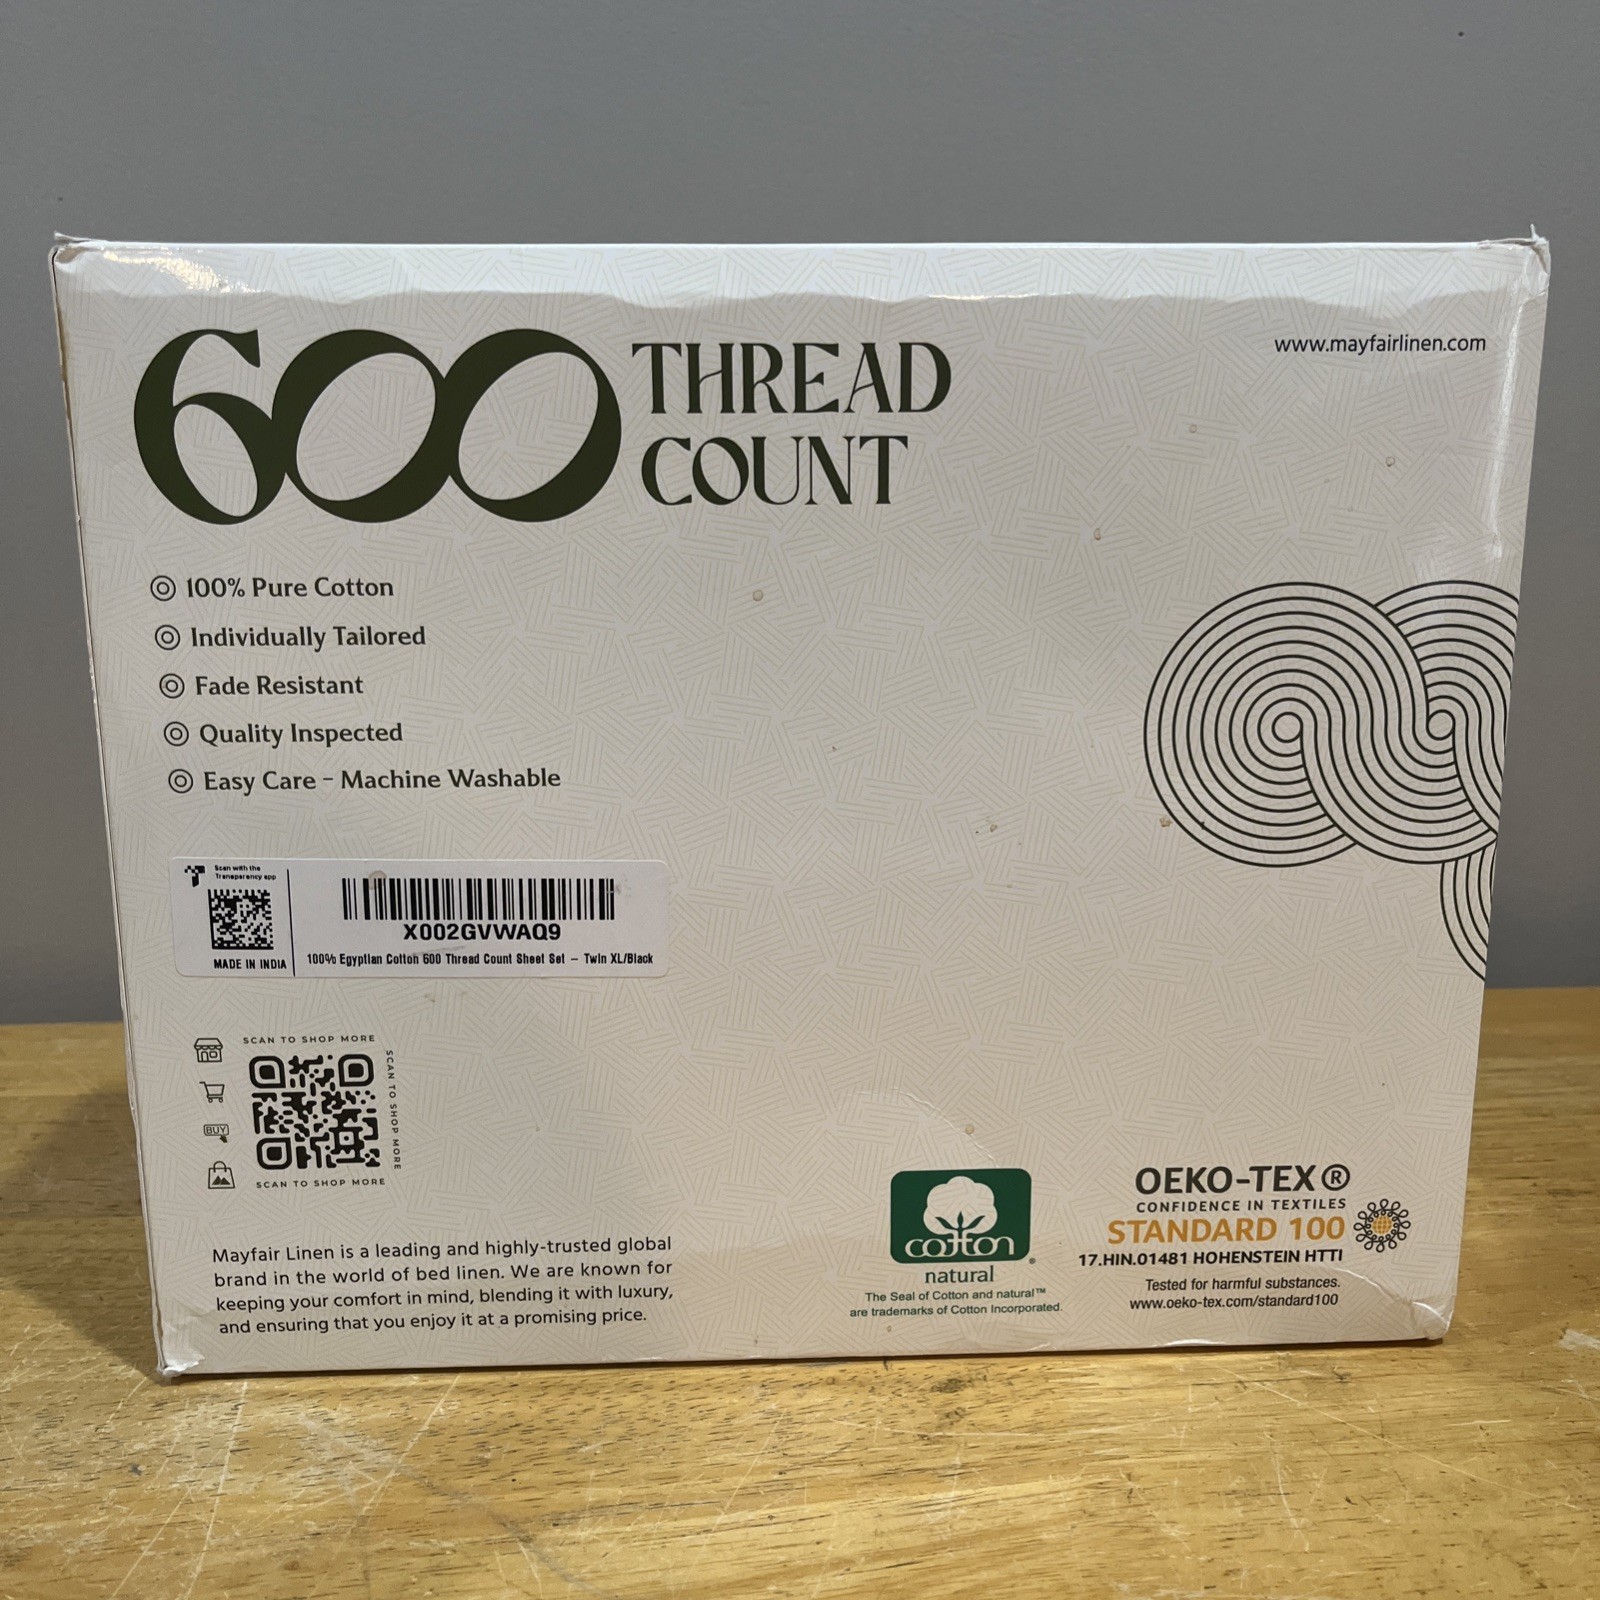 600 THREAD
COUNT
www.mayfairlinen.com
100% Pure Cotton
Individually Tailored
Fade Resistant
Quality Inspected
Easy Care - Machine Washable
Scan with the
Transparency app
MADE IN INDIA
X002GVWAQ9
100% Egyptian Cotton 600 Thread Count Sheet Set – Twin XL/Black
SCAN TO SHOP MORE
SCAN TO SHOP MORE
BUY
SCAN TO SHOP MORE
Mayfair Linen is a leading and highly-trusted global
brand in the world of bed linen. We are known for
keeping your comfort in mind, blending it with luxury,
and ensuring that you enjoy it at a promising price.
cotton®
natural
The Seal of Cotton and natural™
are trademarks of Cotton Incorporated.
OEKO-TEX®
CONFIDENCE IN TEXTILES
STANDARD 100
17.HIN.01481 HOHENSTEIN HTTI
Tested for harmful substances.
www.oeko-tex.com/standard100